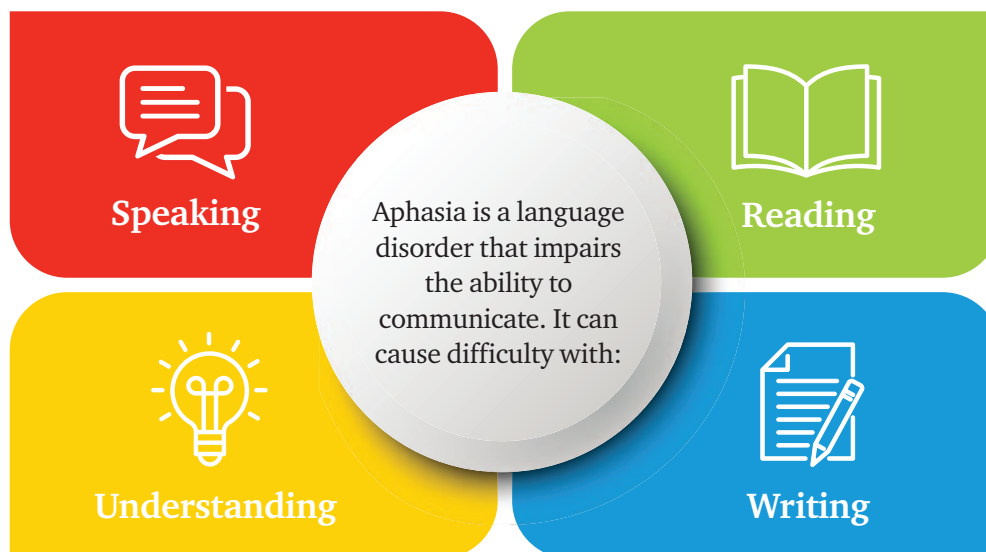 Speaking
Reading
Aphasia is a language
disorder that impairs
the ability to
communicate. It can
cause difficulty with:
Understanding
Writing